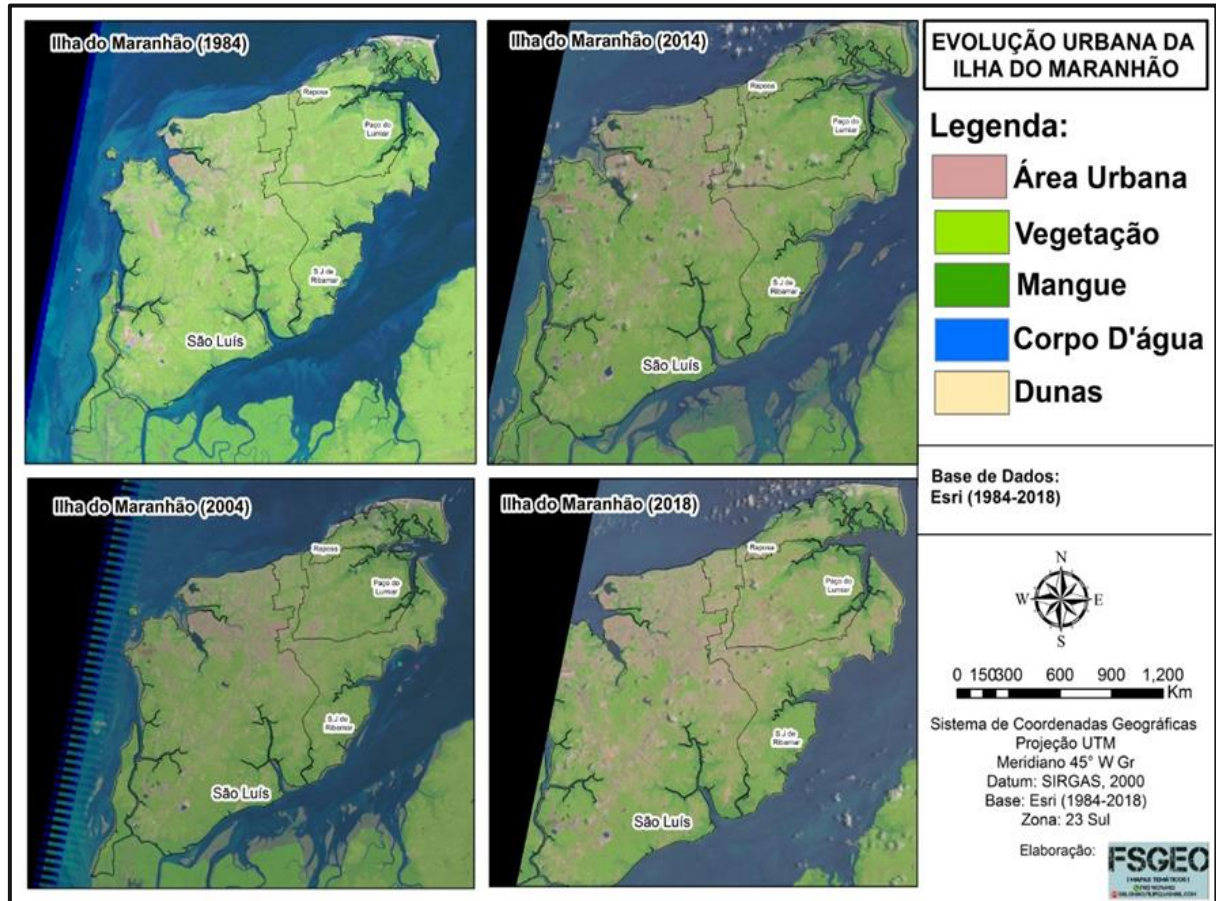 Ilha do Maranhão (1984)
Raposa
Paço do
Lumiar
S.J de
Ribamar
São Luís
Ilha do Maranhão (2014)
Raposa
Paço do
Lumiar
S.J de
Ribamar
São Luís
Ilha do Maranhão (2004)
Raposa
Paço do
Lumiar
S.J de
Ribamar
São Luís
Ilha do Maranhão (2018)
Raposa
Paço do
Lumiar
S.J de
Ribamar
São Luís
EVOLUÇÃO URBANA DA
ILHA DO MARANHÃO
Legenda:
Área Urbana
Vegetação
Mangue
Corpo D'água
Dunas
Base de Dados:
Esri (1984-2018)
N
W E
S
0 150300 600 900 1,200
Km
Sistema de Coordenadas Geográficas
Projeção UTM
Meridiano 45° W Gr
Datum: SIRGAS, 2000
Base: Esri (1984-2018)
Zona: 23 Sul
Elaboração:
FSGEO
[MAPAS TEMÁTICOS]